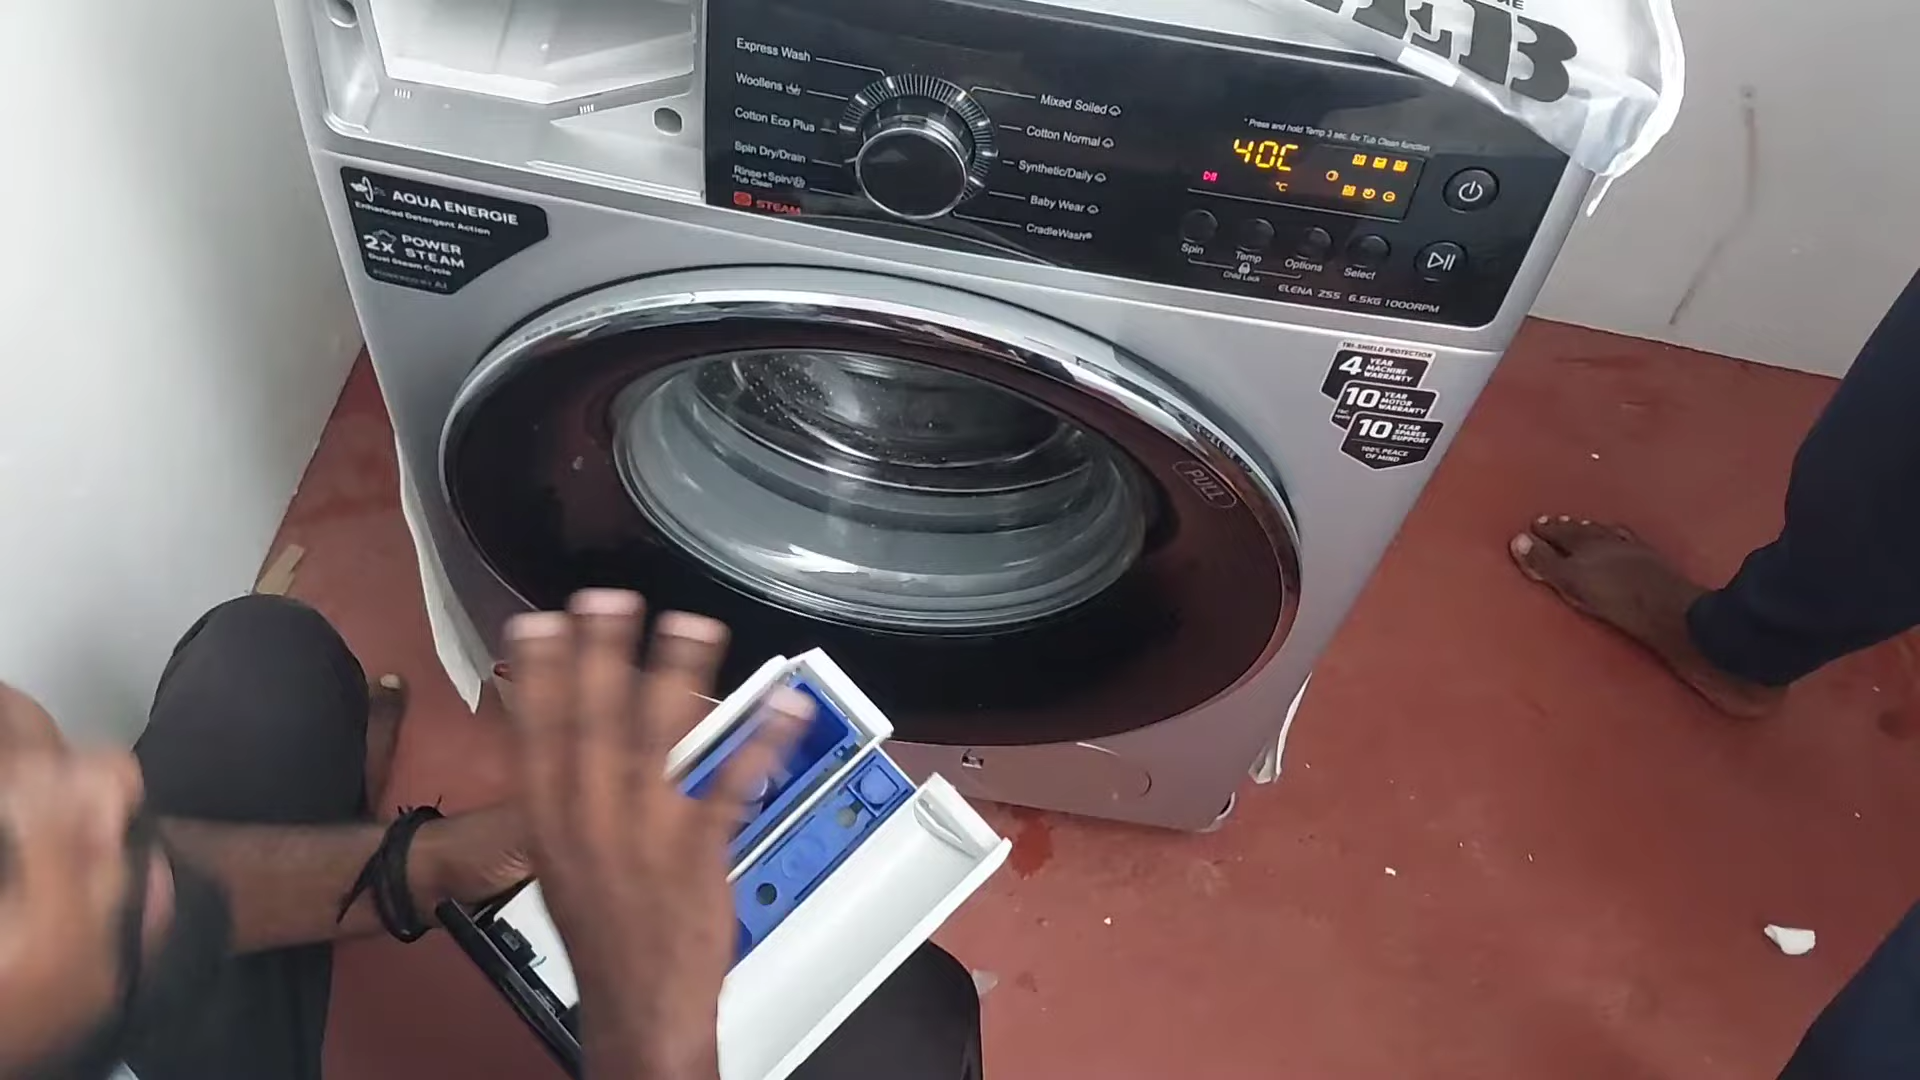 EB
Express Wash
Woollens
Cotton Eco Plus
Spin Dry/Drain
Rinse+Spin/
*Tub Clean
STEAM
Mixed Soiled
Cotton Normal
Synthetic/Daily
Baby Wear
CradleWash®
* Press and hold Temp 3 sec. for Tub Clean function
40C
°C
Spin
Temp
Options
Select
Child Lock
ELENA ZSS 6.5KG 1000RPM
AQUA ENERGIE
Enhanced Detergent Action
2x POWER
STEAM
Dual Steam Cycle
POWERED BY AI
TRI-SHIELD PROTECTION
4 YEAR
MACHINE
WARRANTY
10 YEAR
MOTOR
WARRANTY
10 YEAR
SPARES
SUPPORT
100% PEACE
OF MIND
PULL